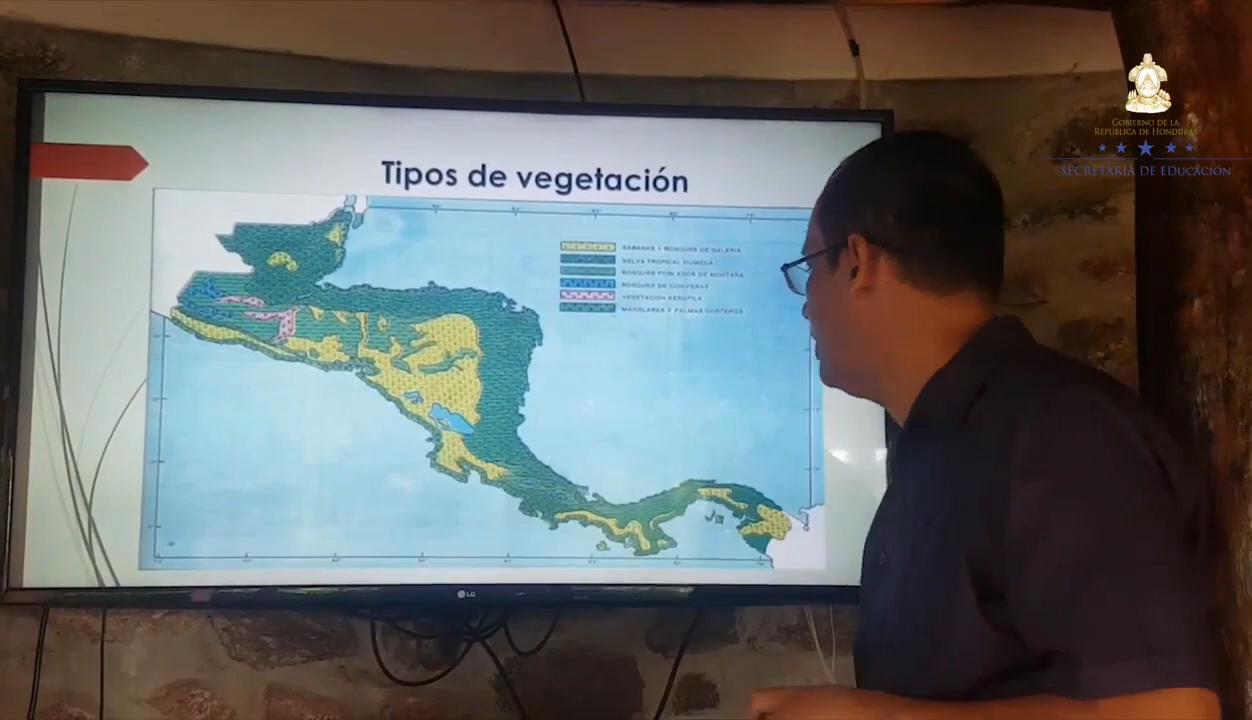 Tipos de vegetación
SABANAS Y BOSQUES DE GALERIA
SELVA TROPICAL HUMEDA
BOSQUES POBLADOS DE MONTAÑA
BOSQUES DE CONIFERAS
VEGETACION XEROFILA
MANGLARES Y PALMAS COSTEROS
LG
GOBIERNO DE LA
REPÚBLICA DE HONDURAS
SECRETARÍA DE EDUCACIÓN